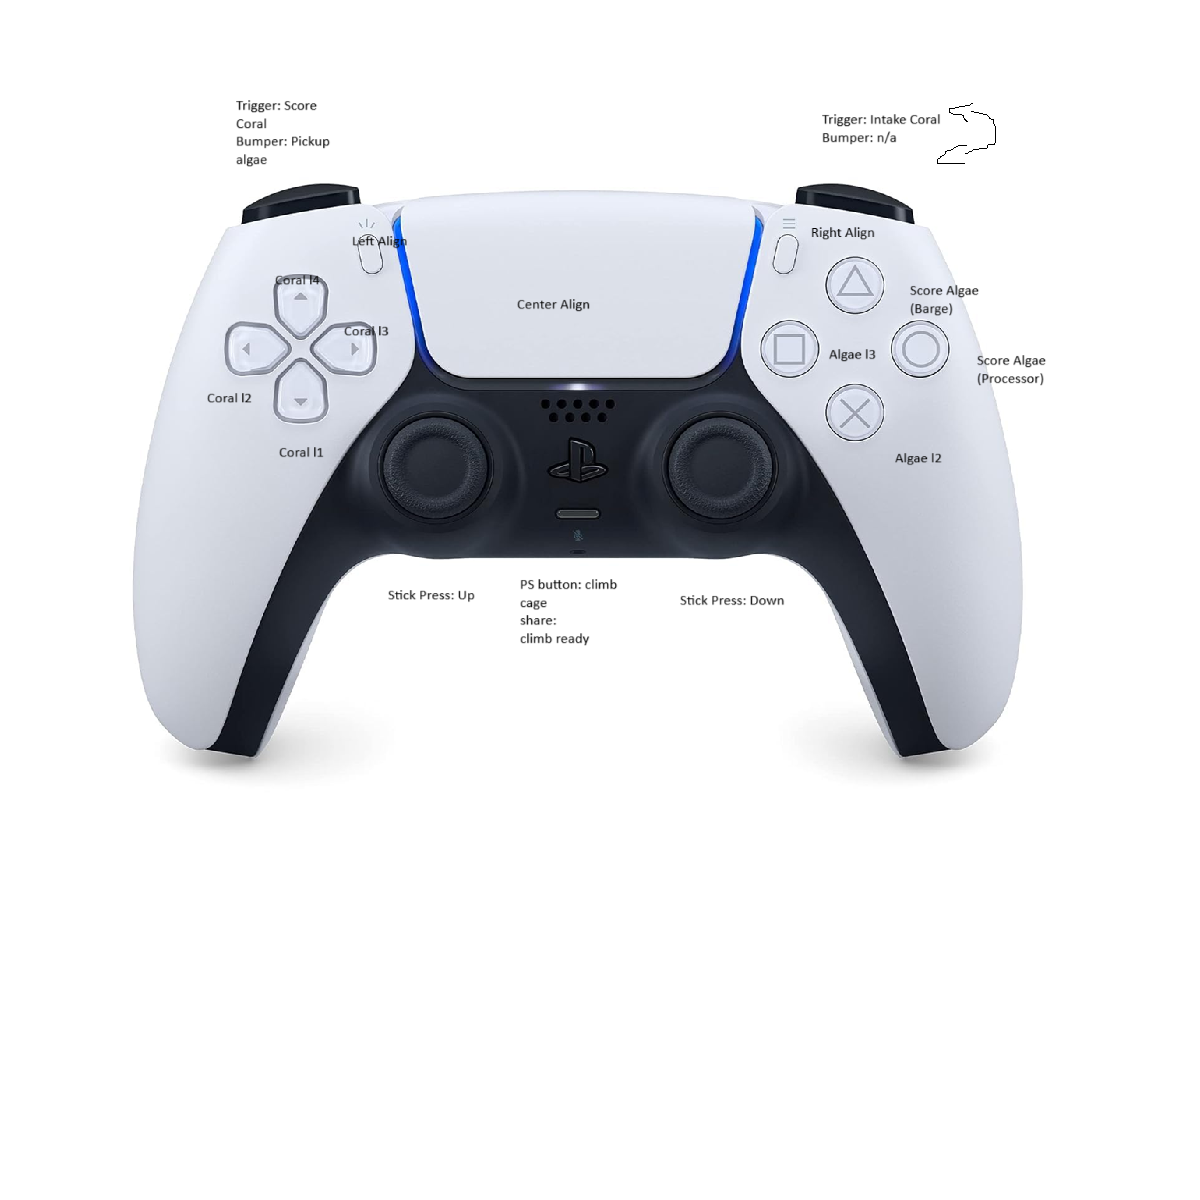 Trigger: Score
Coral
Bumper: Pickup
algae
Trigger: Intake Coral
Bumper: n/a
Left Align
Right Align
Coral l4
Center Align
Score Algae
(Barge)
Coral l3
Algae l3
Score Algae
(Processor)
Coral l2
Coral l1
Algae l2
Stick Press: Up
PS button: climb
cage
share:
climb ready
Stick Press: Down